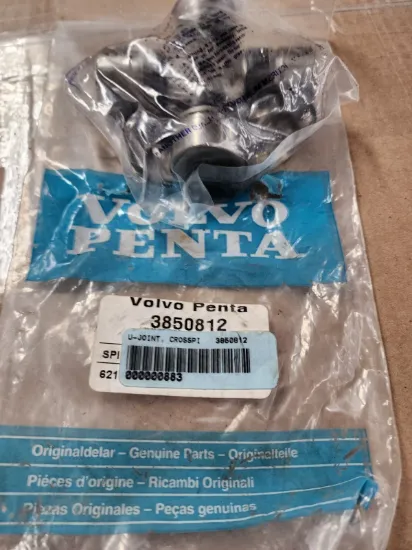 VOLVO
PENTA
Volvo Penta
3850812
SPI
U-JOINT, CROSSPI 3850812
621
000000883
Originaldelar – Genuine Parts – Originalteile
Pièces d'origine – Ricambi Originali
Piezas Originales – Peças genuinas